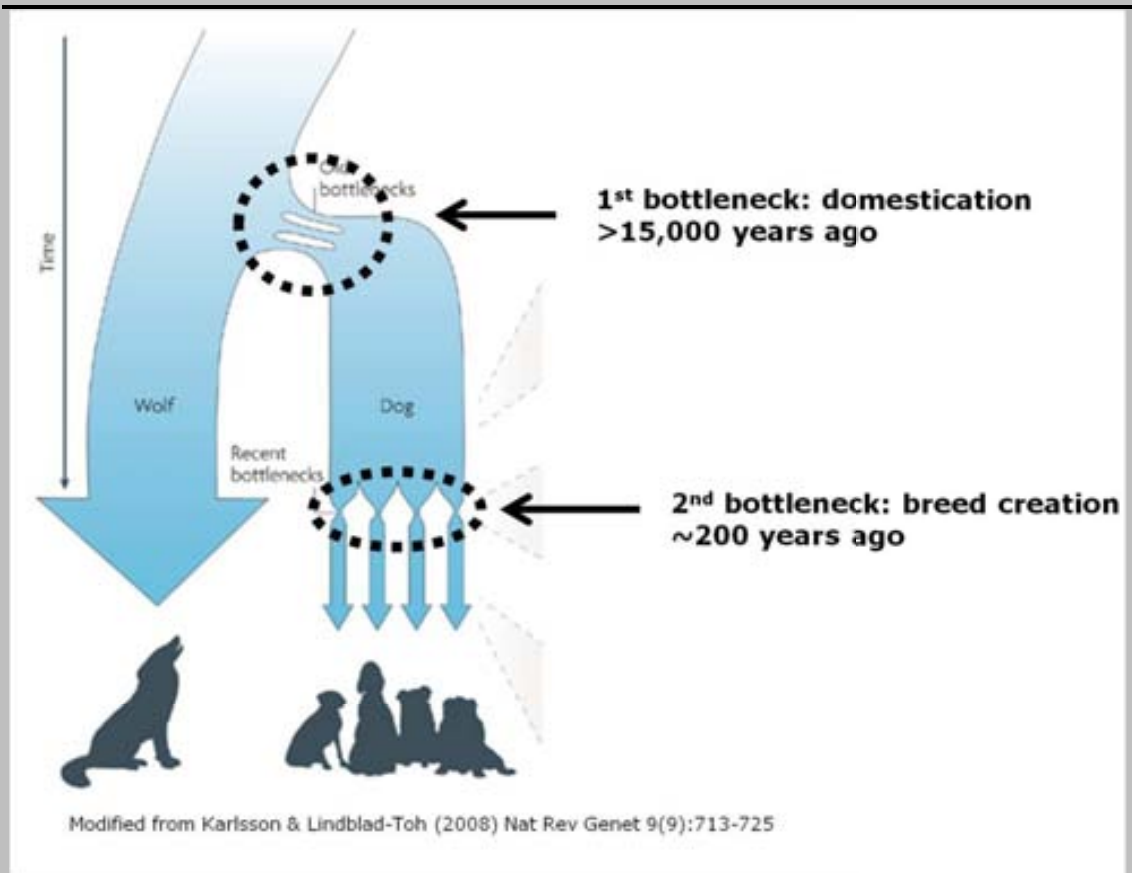 Old
bottlenecks
1st bottleneck: domestication
>15,000 years ago
Time
Wolf
Dog
Recent
bottlenecks
2nd bottleneck: breed creation
~200 years ago
Modified from Karlsson & Lindblad-Toh (2008) Nat Rev Genet 9(9):713-725